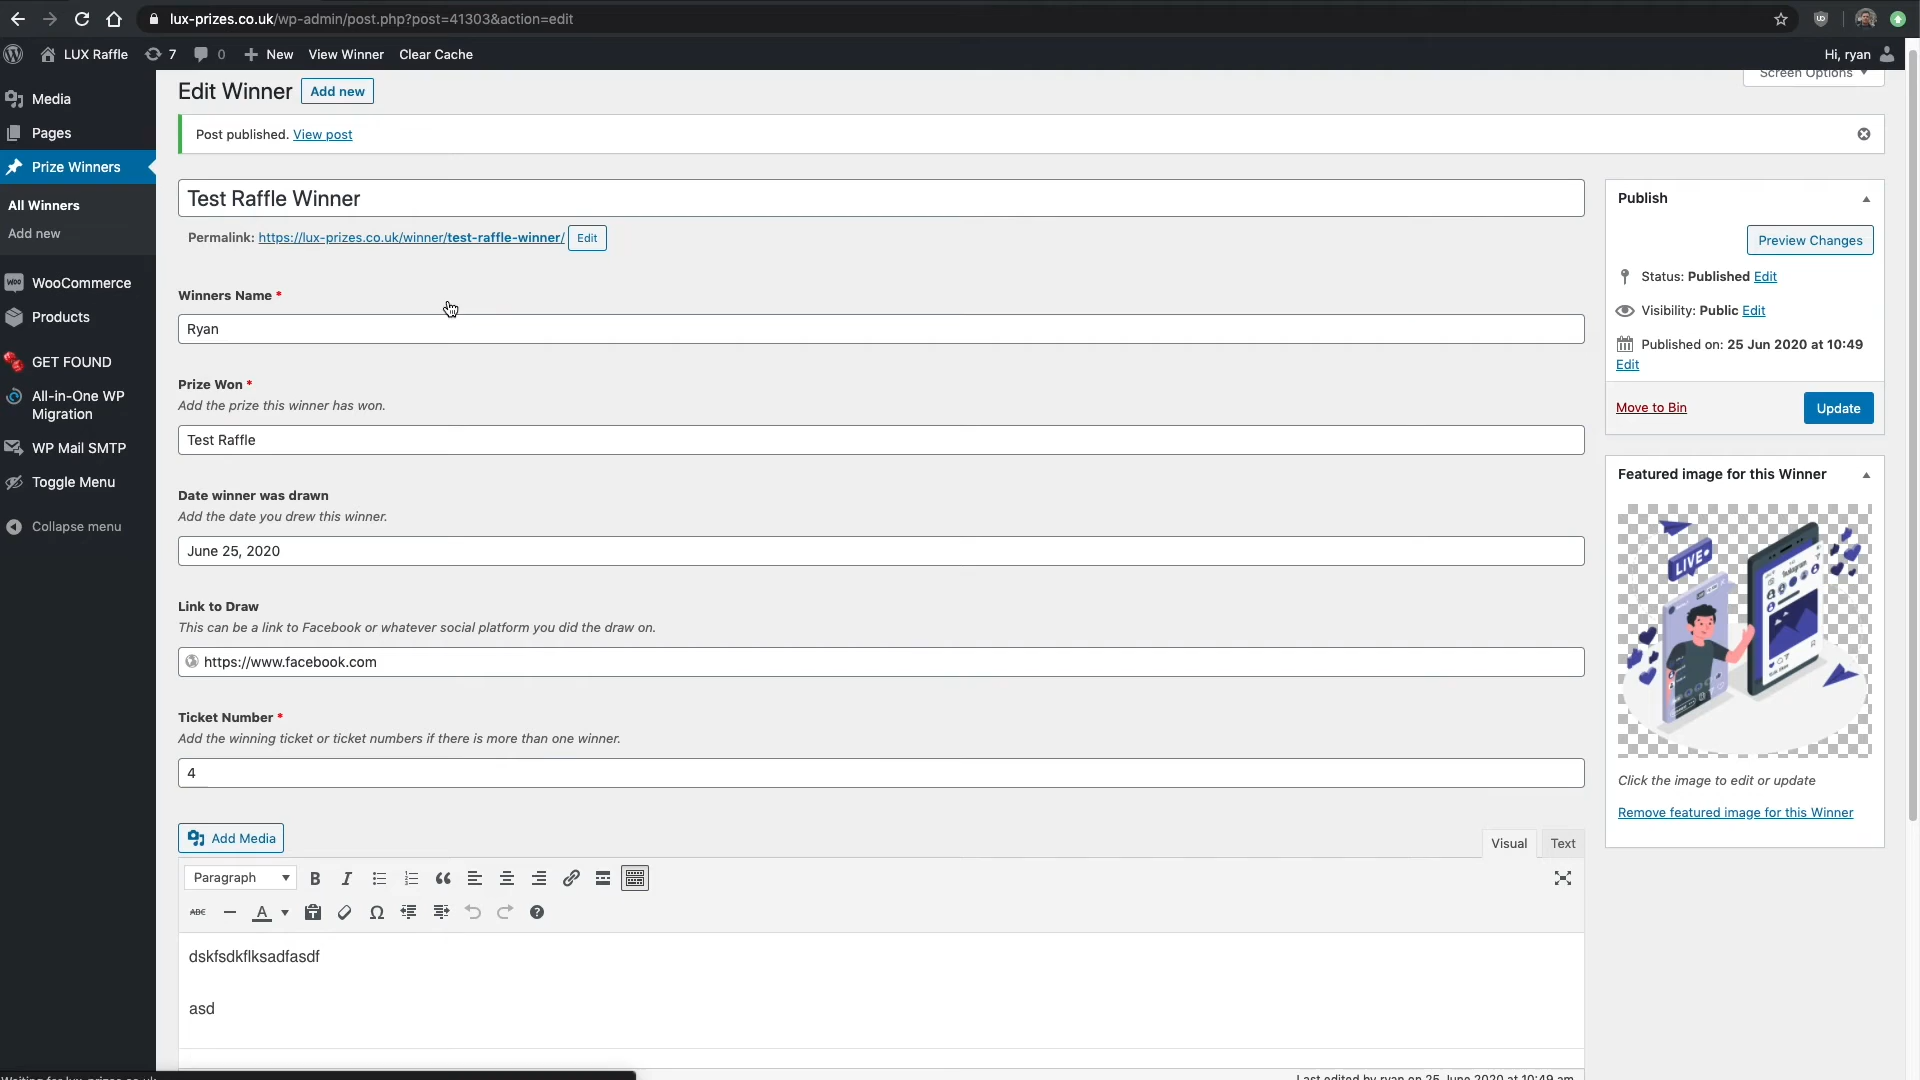 lux-prizes.co.uk/wp-admin/post.php?post=41303&action=edit
LUX Raffle 7 0 New View Winner Clear Cache Hi, ryan
Screen Options
Media
Pages
Prize Winners
All Winners
Add new
WooCommerce
Products
GET FOUND
All-in-One WP
Migration
WP Mail SMTP
Toggle Menu
Collapse menu
Edit Winner Add new
Post published. View post
Test Raffle Winner
Permalink: https://lux-prizes.co.uk/winner/test-raffle-winner/ Edit
Winners Name *
Ryan
Prize Won *
Add the prize this winner has won.
Test Raffle
Date winner was drawn
Add the date you drew this winner.
June 25, 2020
Link to Draw
This can be a link to Facebook or whatever social platform you did the draw on.
https://www.facebook.com
Ticket Number *
Add the winning ticket or ticket numbers if there is more than one winner.
4
Add Media
Visual Text
Paragraph
dskfsdkflksadfasdf
asd
Last edited by ryan on 25 June 2020 at 10:49 am
Publish
Preview Changes
Status: Published Edit
Visibility: Public Edit
Published on: 25 Jun 2020 at 10:49
Edit
Move to Bin Update
Featured image for this Winner
LIVE
Instagram
Click the image to edit or update
Remove featured image for this Winner